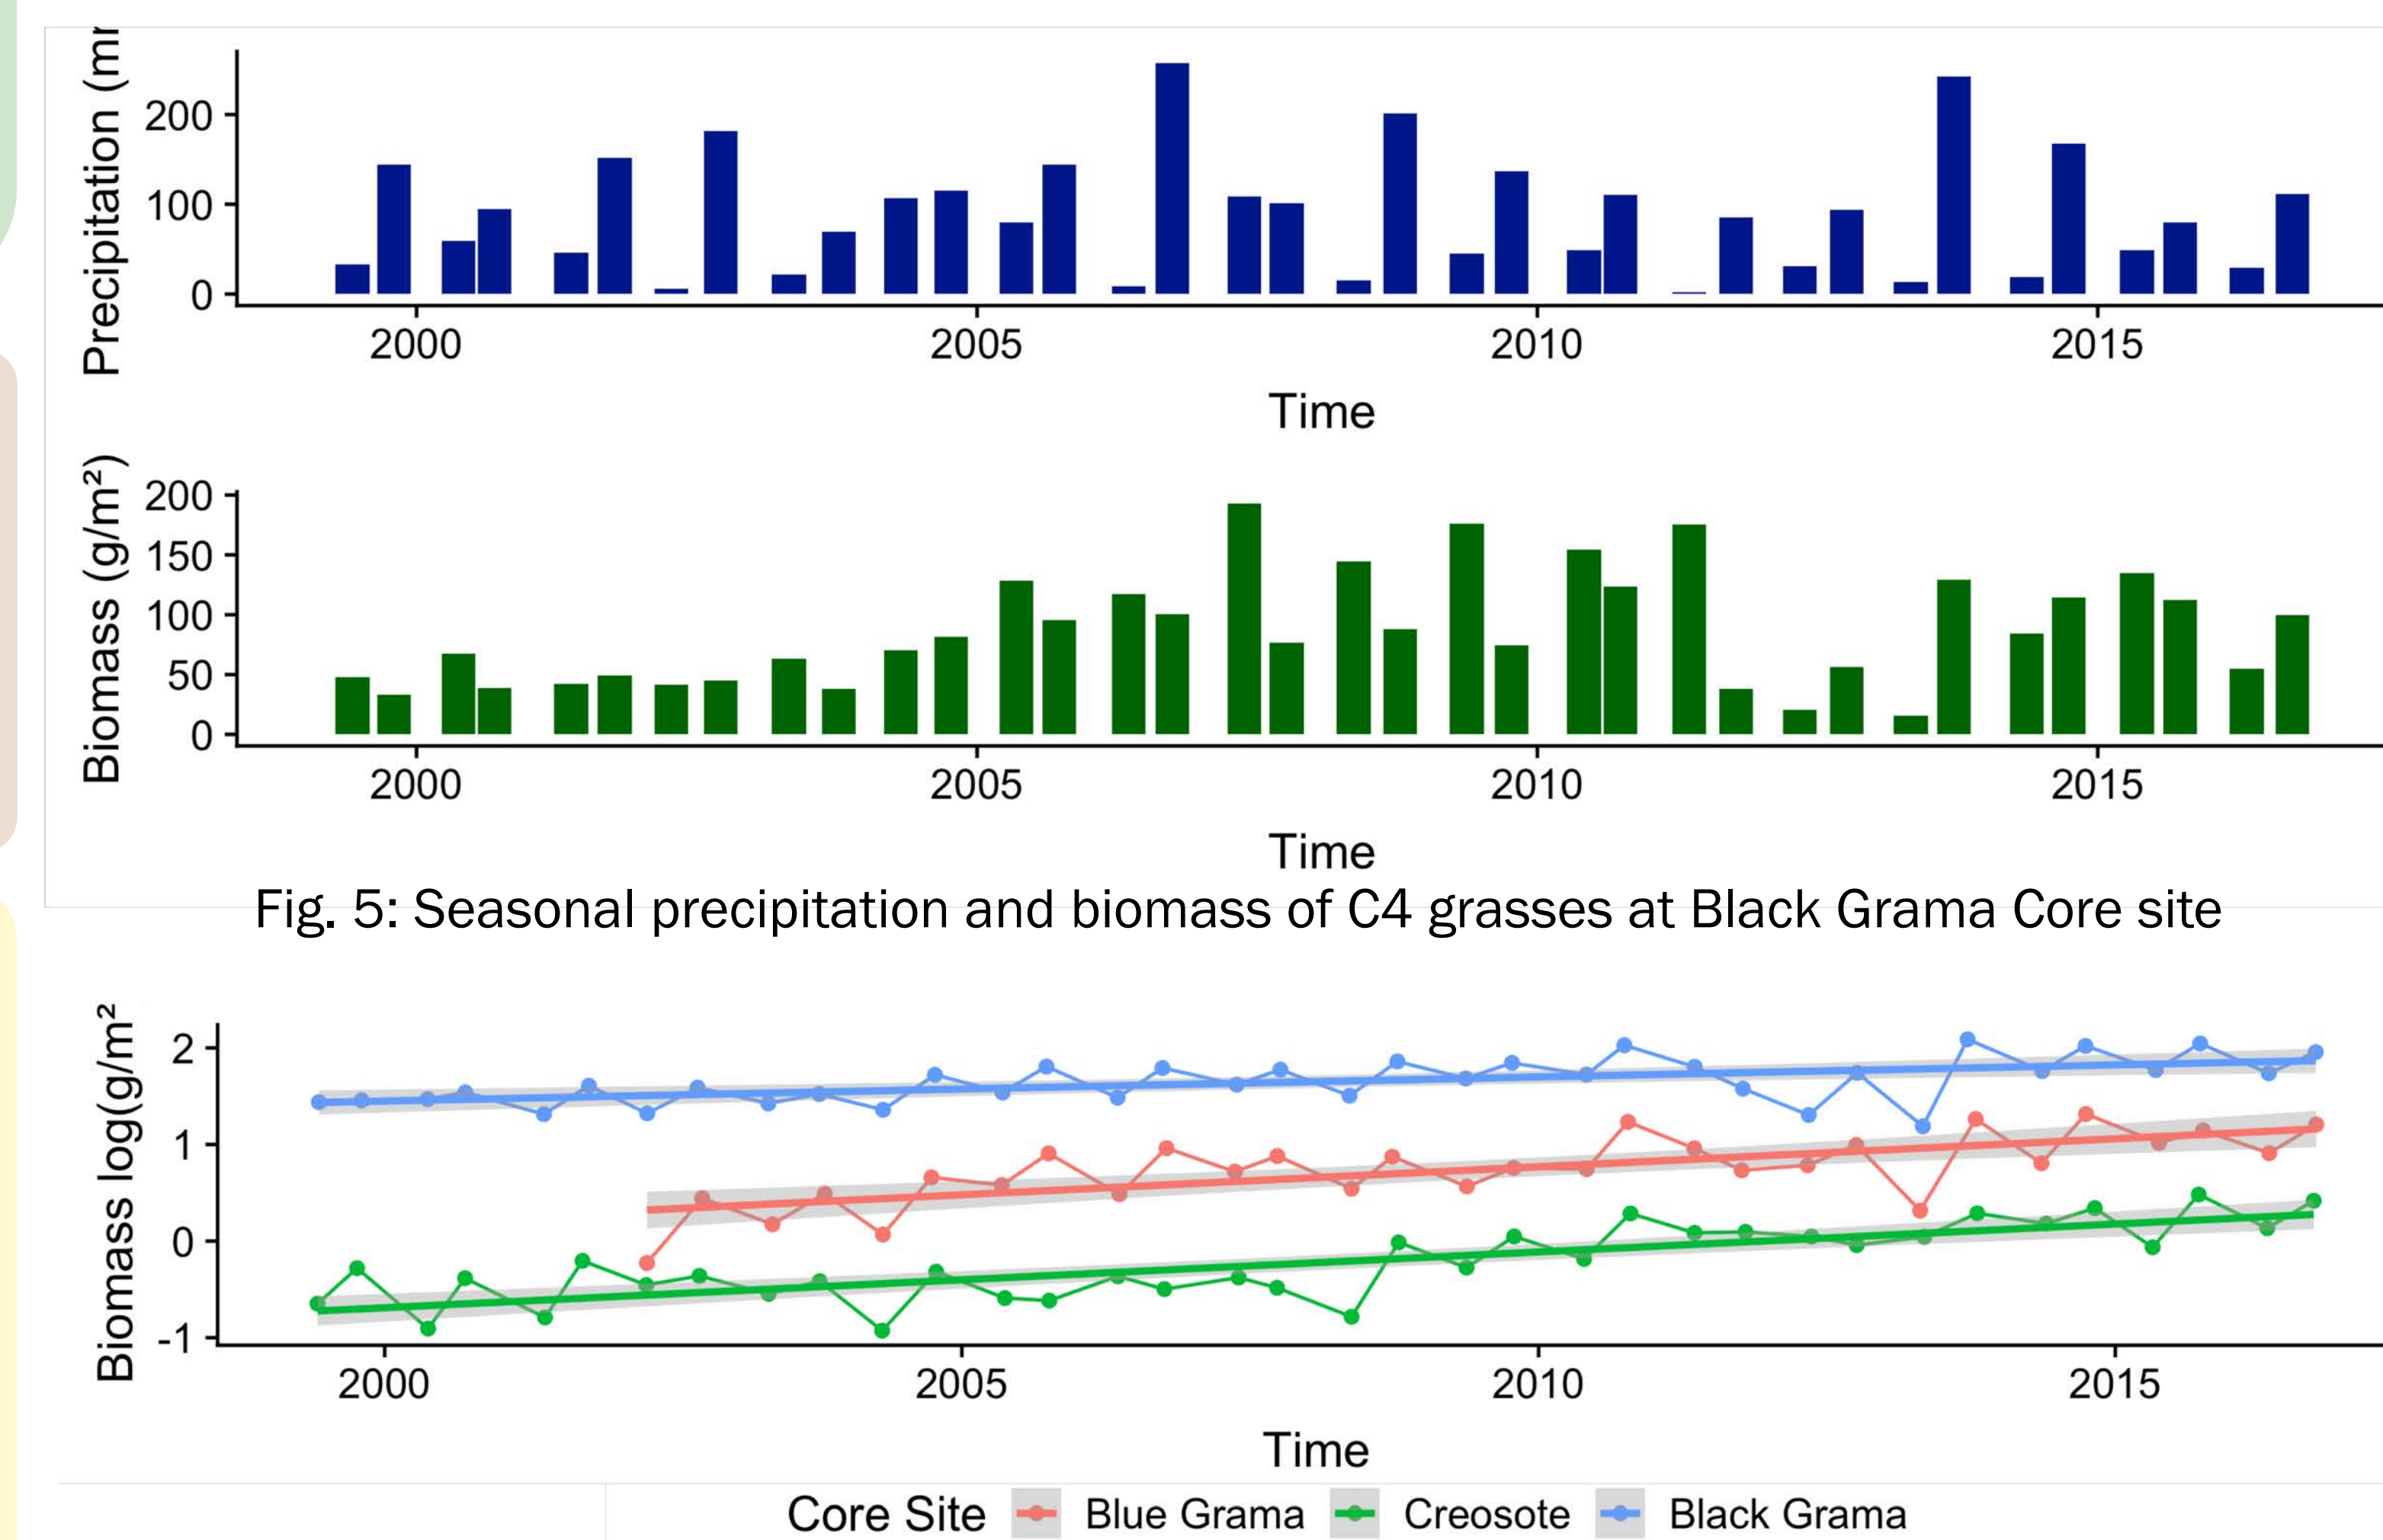 Precipitation (mm
200
100
0
2000 2005 2010 2015
Time
Biomass (g/m²)
200
150
100
50
0
2000 2005 2010 2015
Time
Fig. 5: Seasonal precipitation and biomass of C4 grasses at Black Grama Core site
Biomass log(g/m²
2
1
0
-1
2000 2005 2010 2015
Time
Core Site Blue Grama Creosote Black Grama